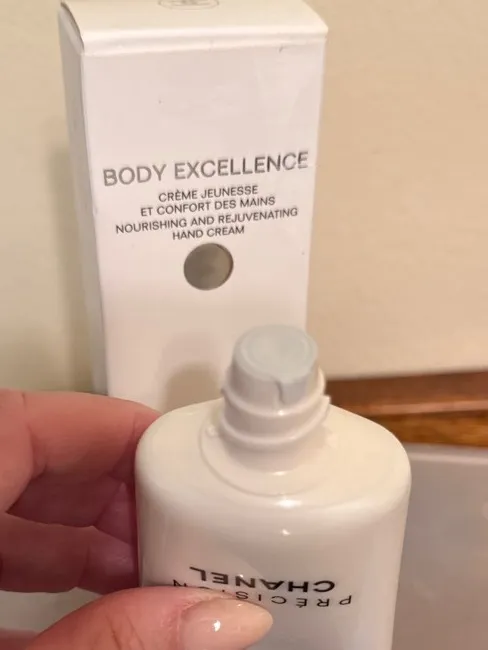 BODY EXCELLENCE
CRÈME JEUNESSE
ET CONFORT DES MAINS
NOURISHING AND REJUVENATING
HAND CREAM
CHANEL